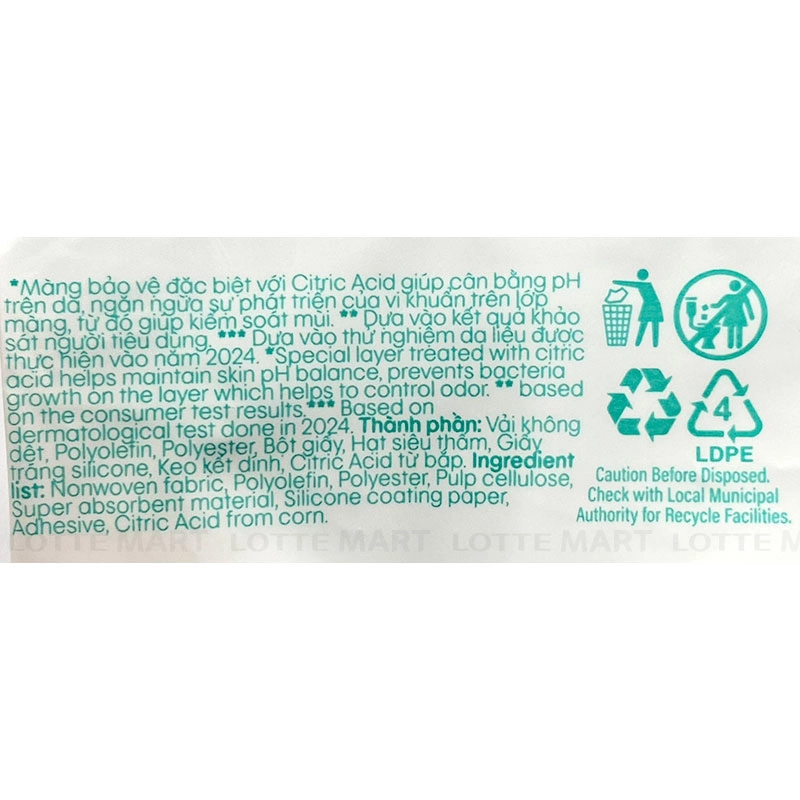 *Màng bảo vệ đặc biệt với Citric Acid giúp cân bằng pH
trên da, ngăn ngừa sự phát triển của vi khuẩn trên lớp
màng, từ đó giúp kiểm soát mùi. ** Dựa vào kết quả khảo
sát người tiêu dùng. *** Dựa vào thử nghiệm da liễu được
thực hiện vào năm 2024. *Special layer treated with citric
acid helps maintain skin pH balance, prevents bacteria
growth on the layer which helps to control odor. ** based
on the consumer test results.*** Based on
dermatological test done in 2024. Thành phần: Vải không
dệt, Polyolefin, Polyester, Bột giấy, Hạt siêu thấm, Giấy
tráng silicone, Keo kết dính, Citric Acid từ bắp. Ingredient
list: Nonwoven fabric, Polyolefin, Polyester, Pulp cellulose,
Super absorbent material, Silicone coating paper,
Adhesive, Citric Acid from corn.
4
LDPE
Caution Before Disposed.
Check with Local Municipal
Authority for Recycle Facilities.
LOTTE MART LOTTE MART LOTTE MART LOTTE M